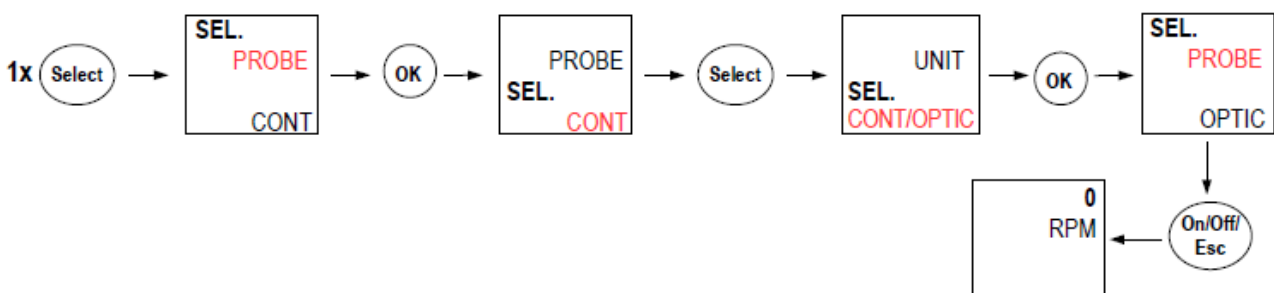 1x
Select
SEL.
PROBE
CONT
OK
PROBE
SEL.
CONT
Select
UNIT
SEL.
CONT/OPTIC
OK
SEL.
PROBE
OPTIC
On/Off/
Esc
0
RPM